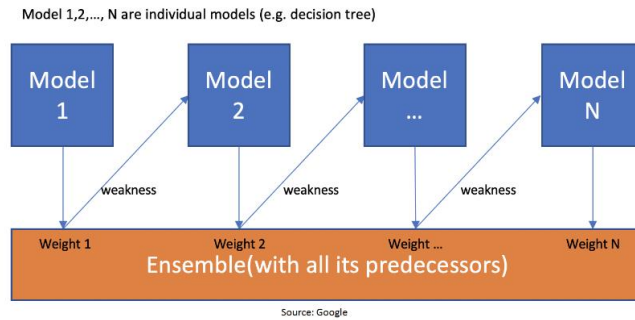 Model 1,2,..., N are individual models (e.g. decision tree)
Model
1
Model
2
Model
...
Model
N
weakness
weakness
weakness
Weight 1
Weight 2
Weight ...
Weight N
Ensemble(with all its predecessors)
Source: Google